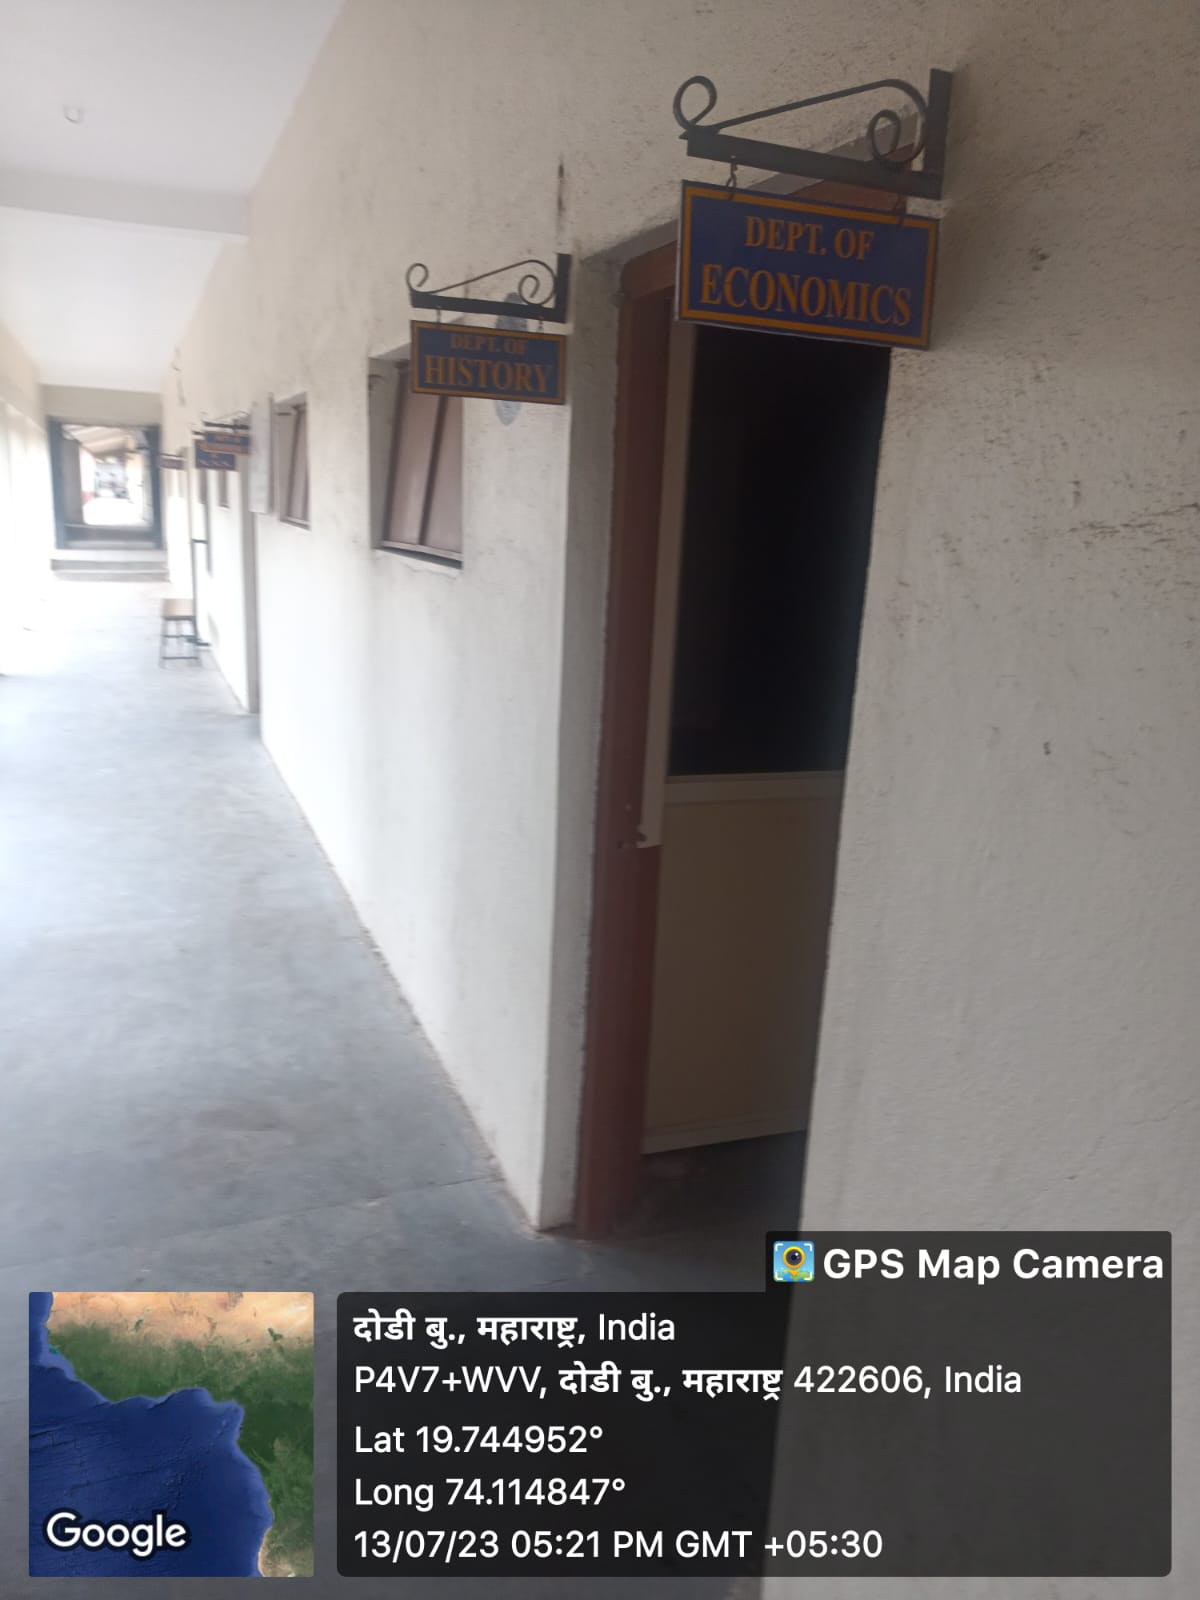 DEPT. OF
ECONOMICS
DEPT. OF
HISTORY
GPS Map Camera
दोडी बु., महाराष्ट्र, India
P4V7+WVV, दोडी बु., महाराष्ट्र 422606, India
Lat 19.744952°
Long 74.114847°
13/07/23 05:21 PM GMT +05:30
Google